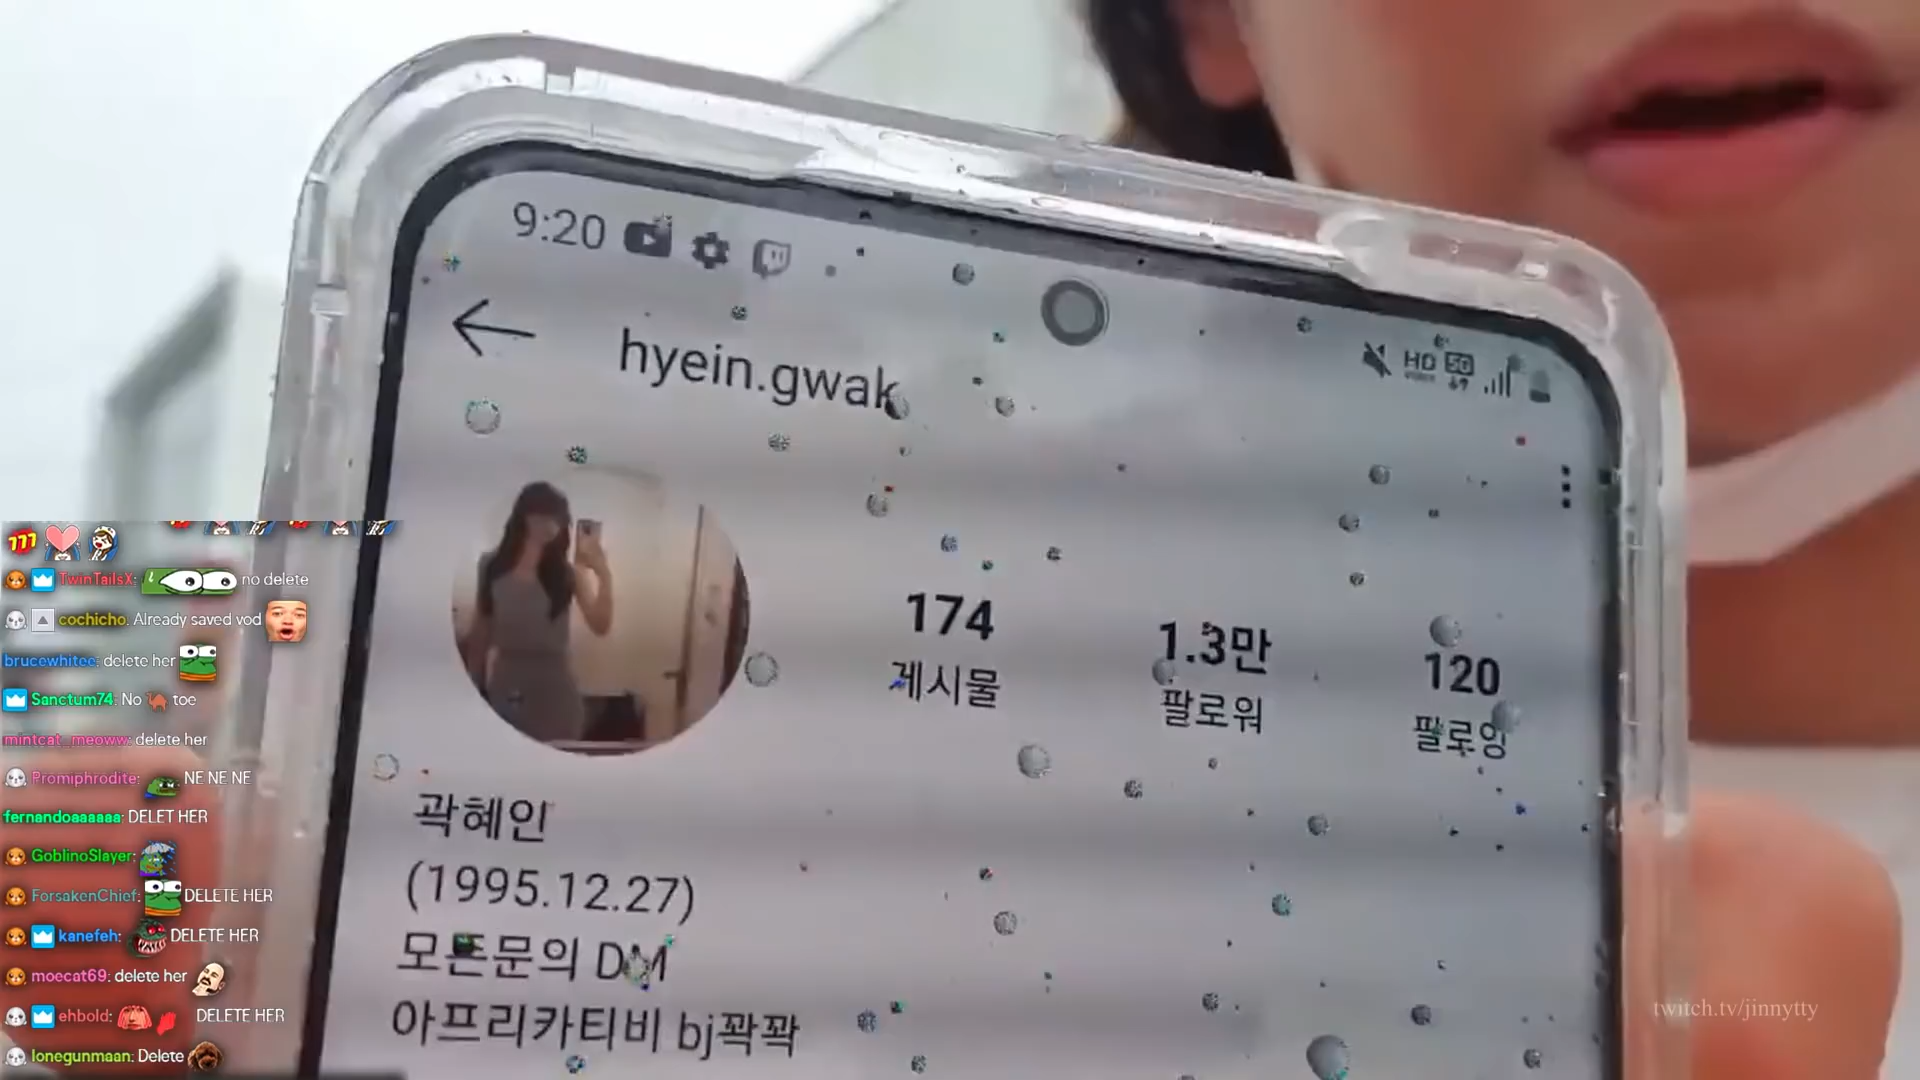 9:20
HD 5G
hyein.gwak
174
게시물
1.3만
팔로워
120
팔로잉
곽혜인
(1995.12.27)
모든문의 DM
아프리카티비 bj꽉꽉
777
TwinTailsX: no delete
cochicho: Already saved vod
brucewhitee: delete her
Sanctum74: No toe
mintcat_meoww: delete her
Promiphrodite: NE NE NE
fernandoaaaaaa: DELET HER
GoblinoSlayer:
ForsakenChief: DELETE HER
kanefeh: DELETE HER
moecat69: delete her
ehbold: DELETE HER
lonegunmaan: Delete
twitch.tv/jinnytty